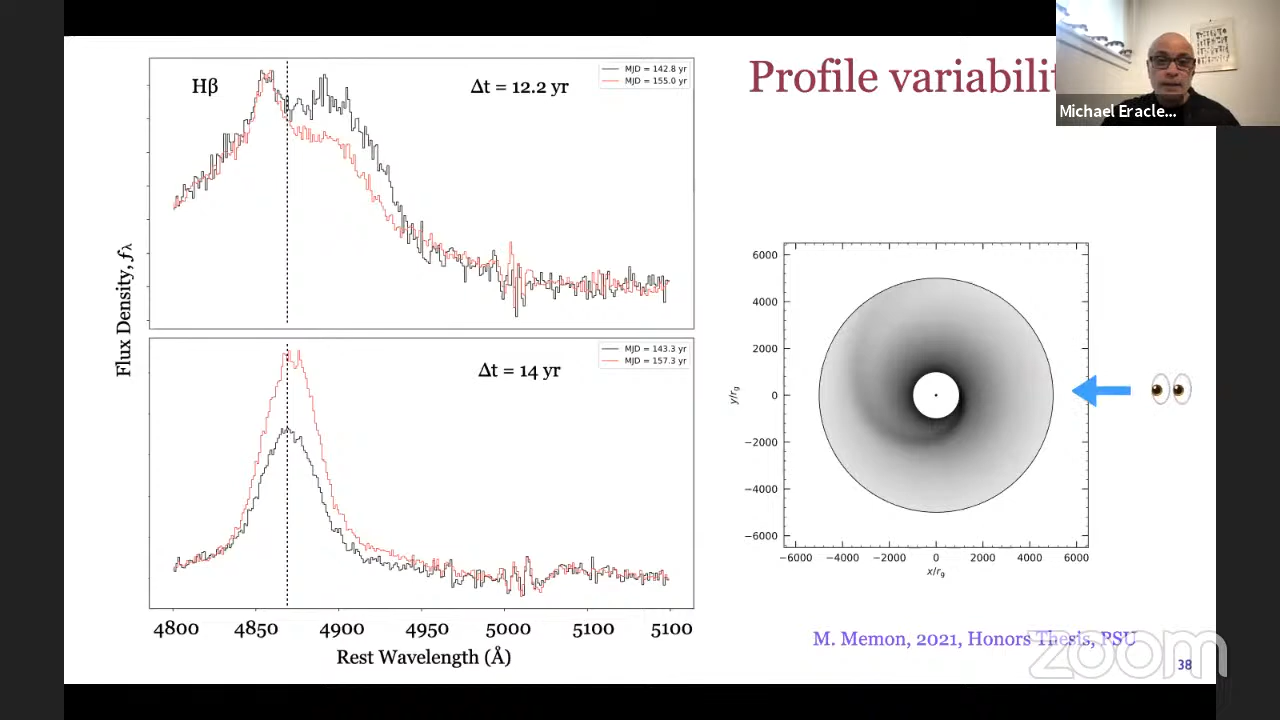 Profile variabilit
Michael Eracle...
Hβ
Δt = 12.2 yr
MJD = 142.8 yr
MJD = 155.0 yr
Flux Density, fλ
Δt = 14 yr
MJD = 143.3 yr
MJD = 157.3 yr
4800 4850 4900 4950 5000 5100 5100
Rest Wavelength (Å)
6000
4000
2000
0
−2000
−4000
−6000
y/rg
−6000 −4000 −2000 0 2000 4000 6000
x/rg
M. Memon, 2021, Honors Thesis, PSU
zoom
38